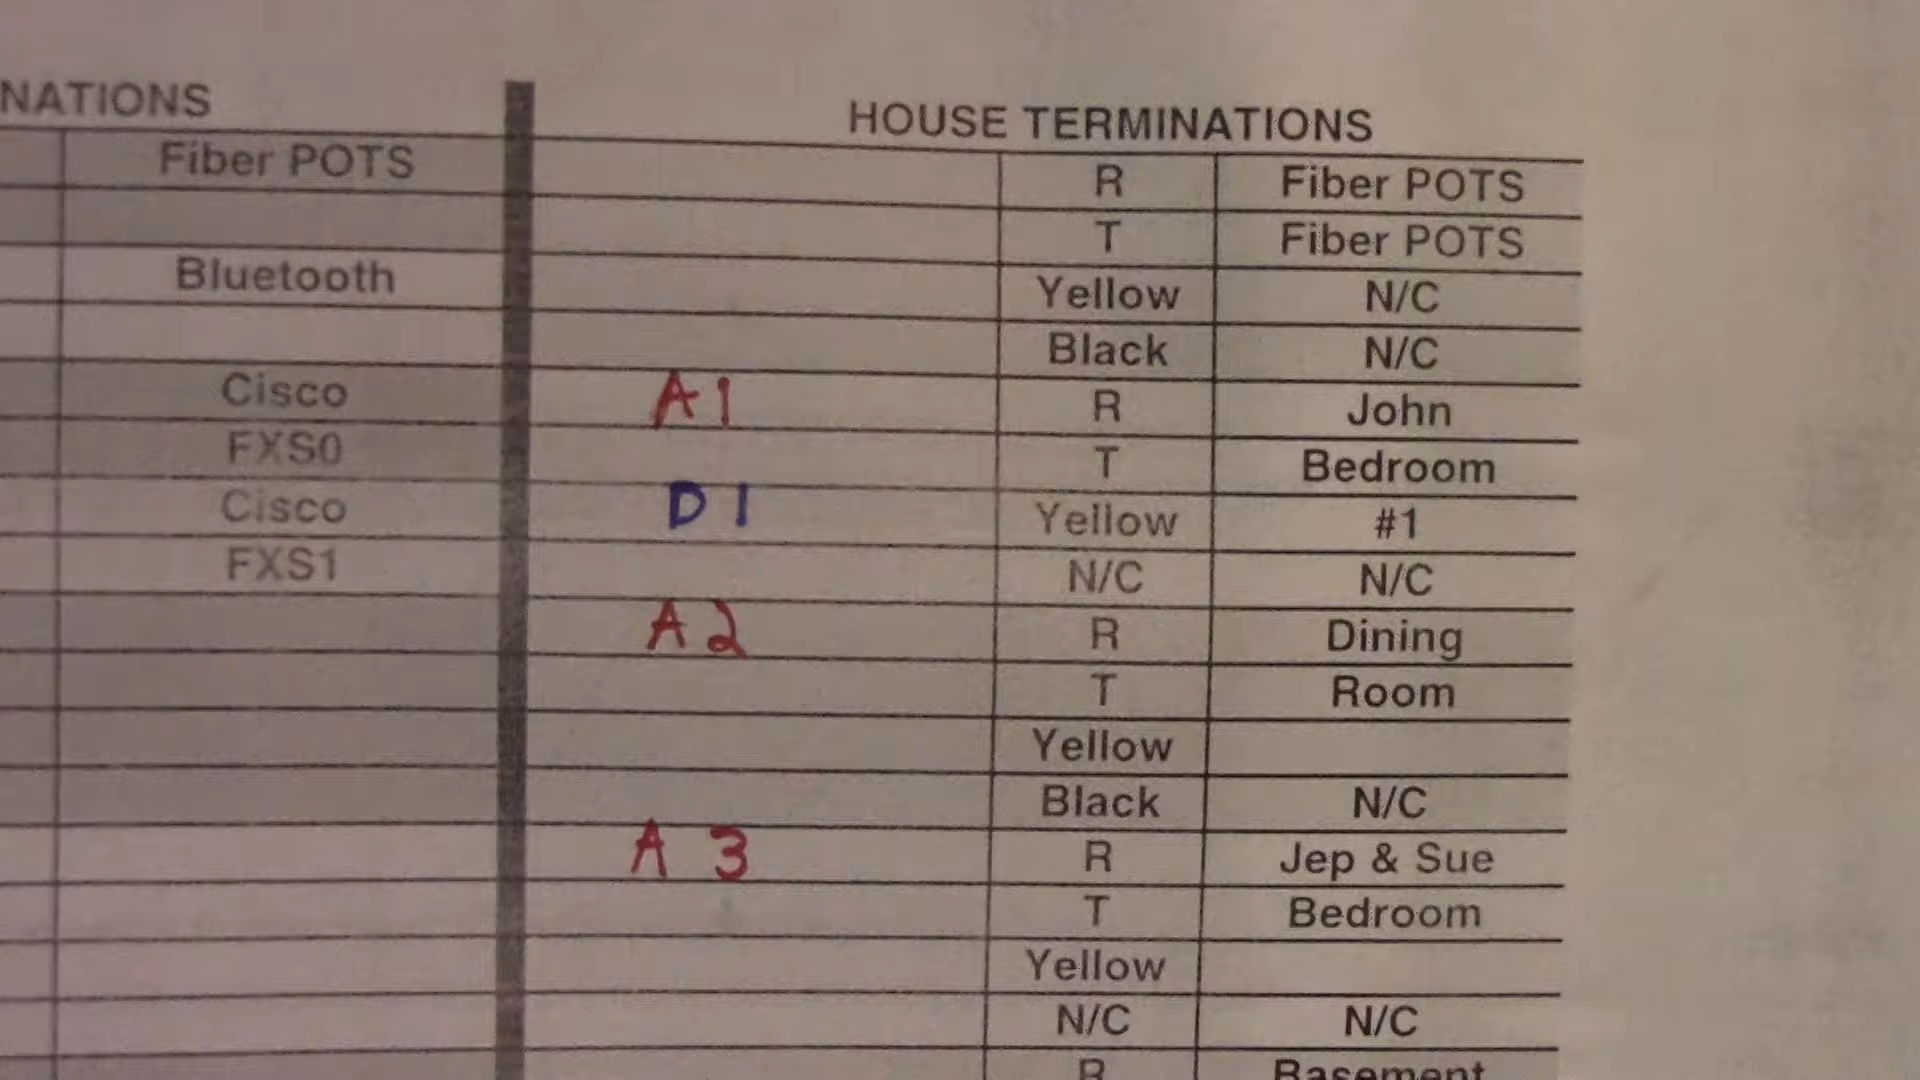 NATIONS
HOUSE TERMINATIONS
Fiber POTS R Fiber POTS
T Fiber POTS
Bluetooth Yellow N/C
Black N/C
Cisco A1 R John
FXS0 T Bedroom
Cisco D1 Yellow #1
FXS1 N/C N/C
A2 R Dining
T Room
Yellow
Black N/C
A3 R Jep & Sue
T Bedroom
Yellow
N/C N/C
R Basement